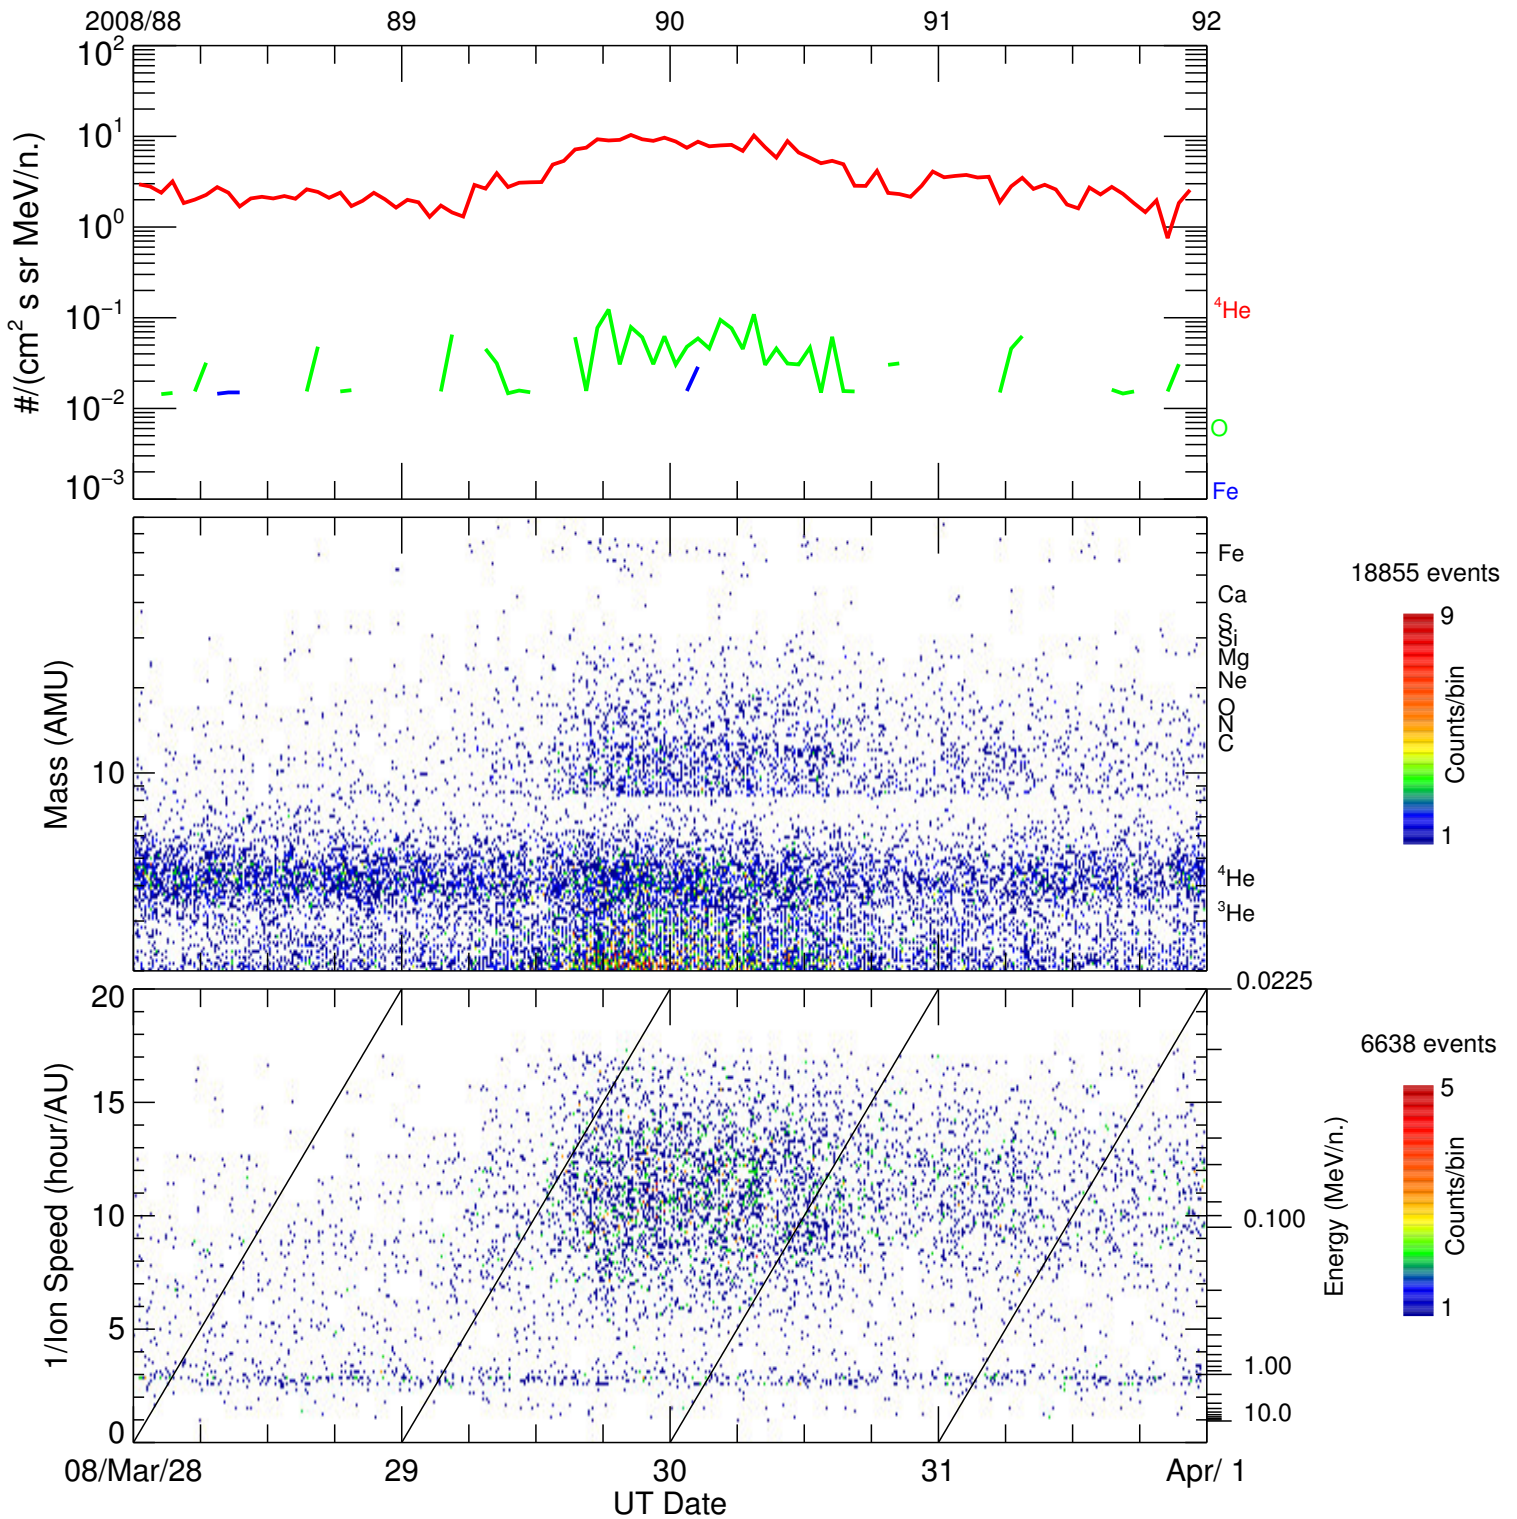 2008/88 89 90 91 92
10²
10¹
10⁰
10⁻¹
10⁻²
10⁻³
#/(cm² s sr MeV/n.)
⁴He
O
Fe
Mass (AMU)
10
Fe
Ca
S
Si
Mg
Ne
O
N
C
⁴He
³He
18855 events
9
Counts/bin
1
1/Ion Speed (hour/AU)
20
15
10
5
0
0.0225
0.100
1.00
10.0
Energy (MeV/n.)
6638 events
5
Counts/bin
1
08/Mar/28 29 30 31 Apr/ 1
UT Date